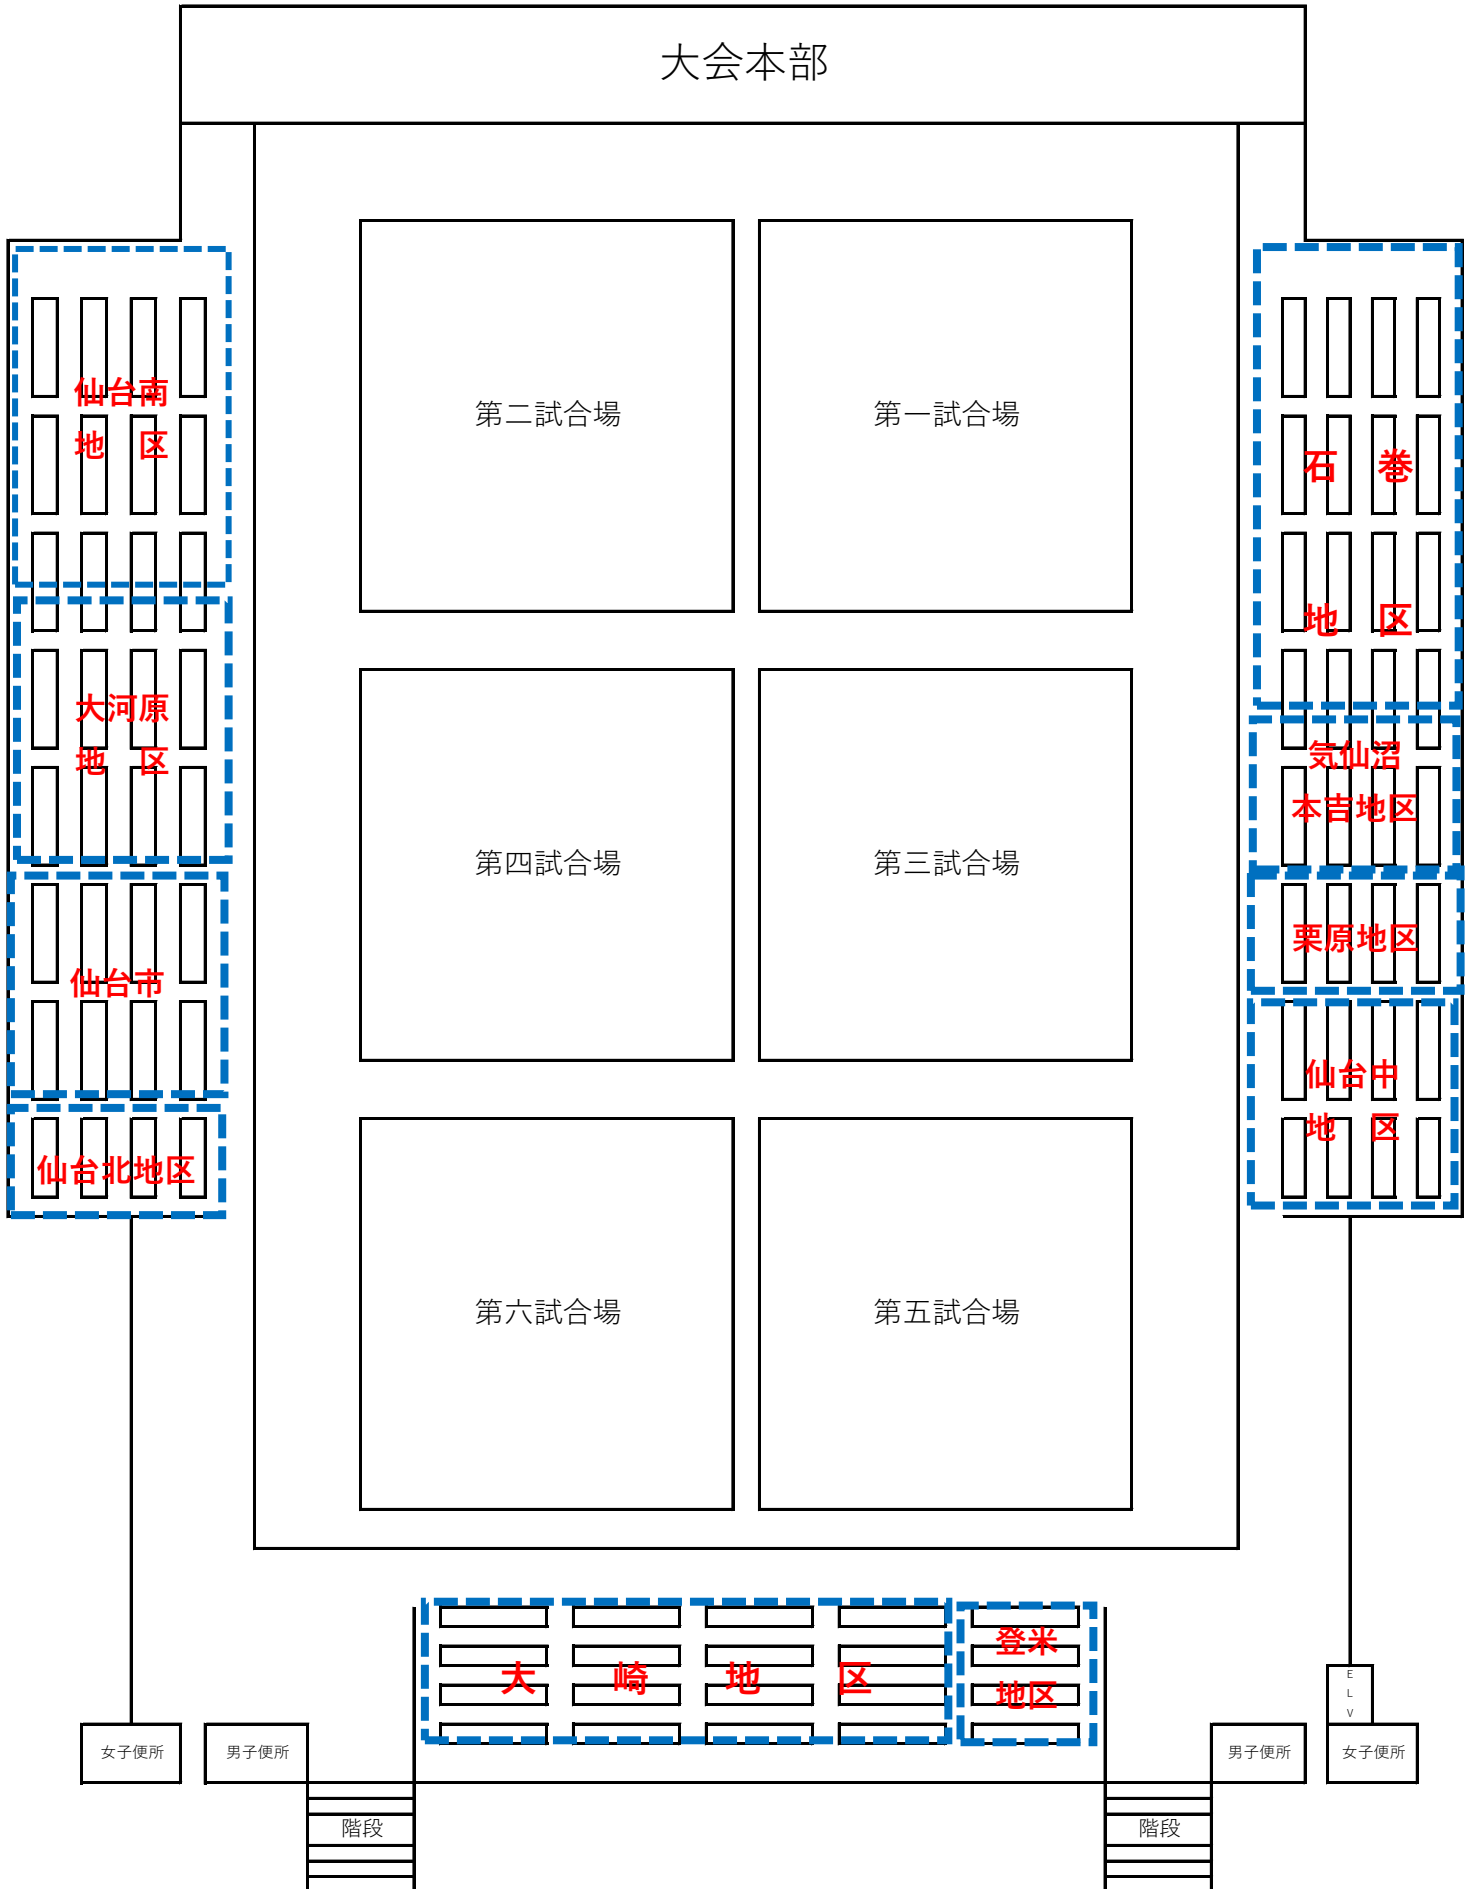 大会本部
第二試合場
第一試合場
仙台南
地　区
石　巻
地　区
大河原
地　区
気仙沼
本吉地区
第四試合場
第三試合場
仙台市
栗原地区
仙台中
地　区
仙台北地区
第六試合場
第五試合場
大　崎　地　区
登米
地区
E
L
V
女子便所
男子便所
男子便所
女子便所
階段
階段